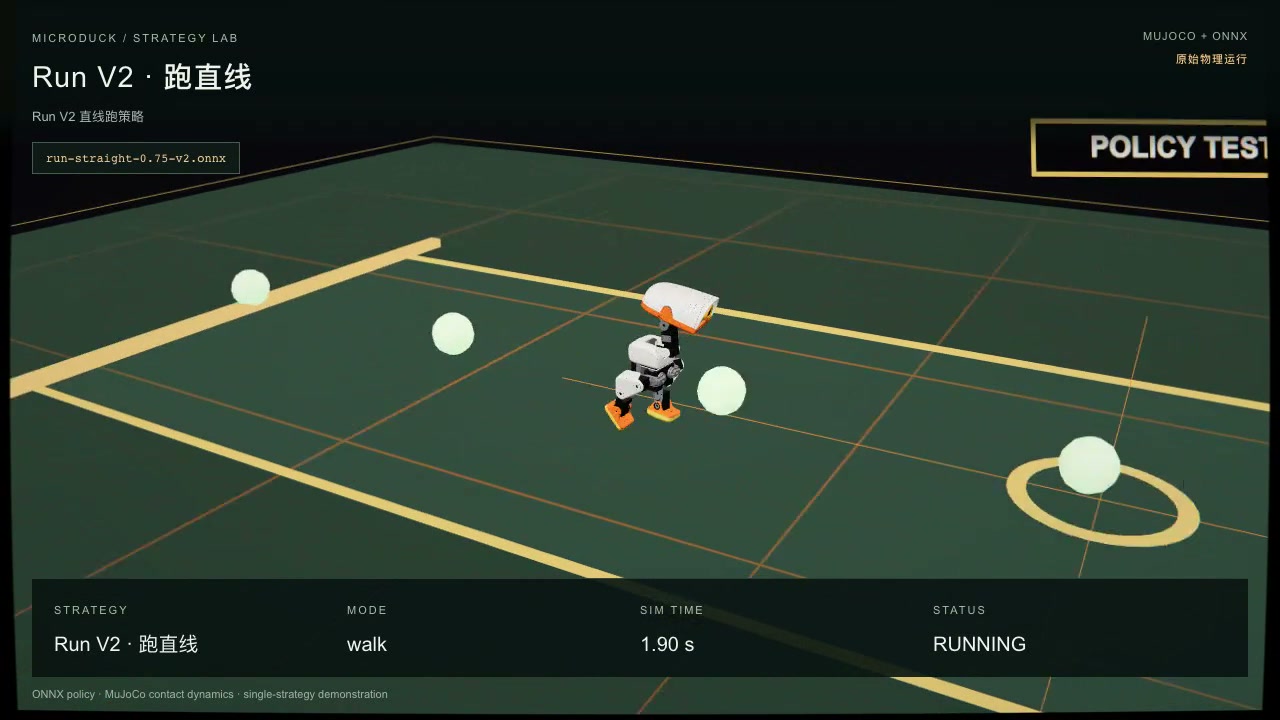 MICRODUCK / STRATEGY LAB
Run V2 · 跑直线
Run V2 直线跑策略
run-straight-0.75-v2.onnx
MUJOCO + ONNX
原始物理运行
POLICY TEST
STRATEGY
Run V2 · 跑直线
MODE
walk
SIM TIME
1.90 s
STATUS
RUNNING
ONNX policy · MuJoCo contact dynamics · single-strategy demonstration